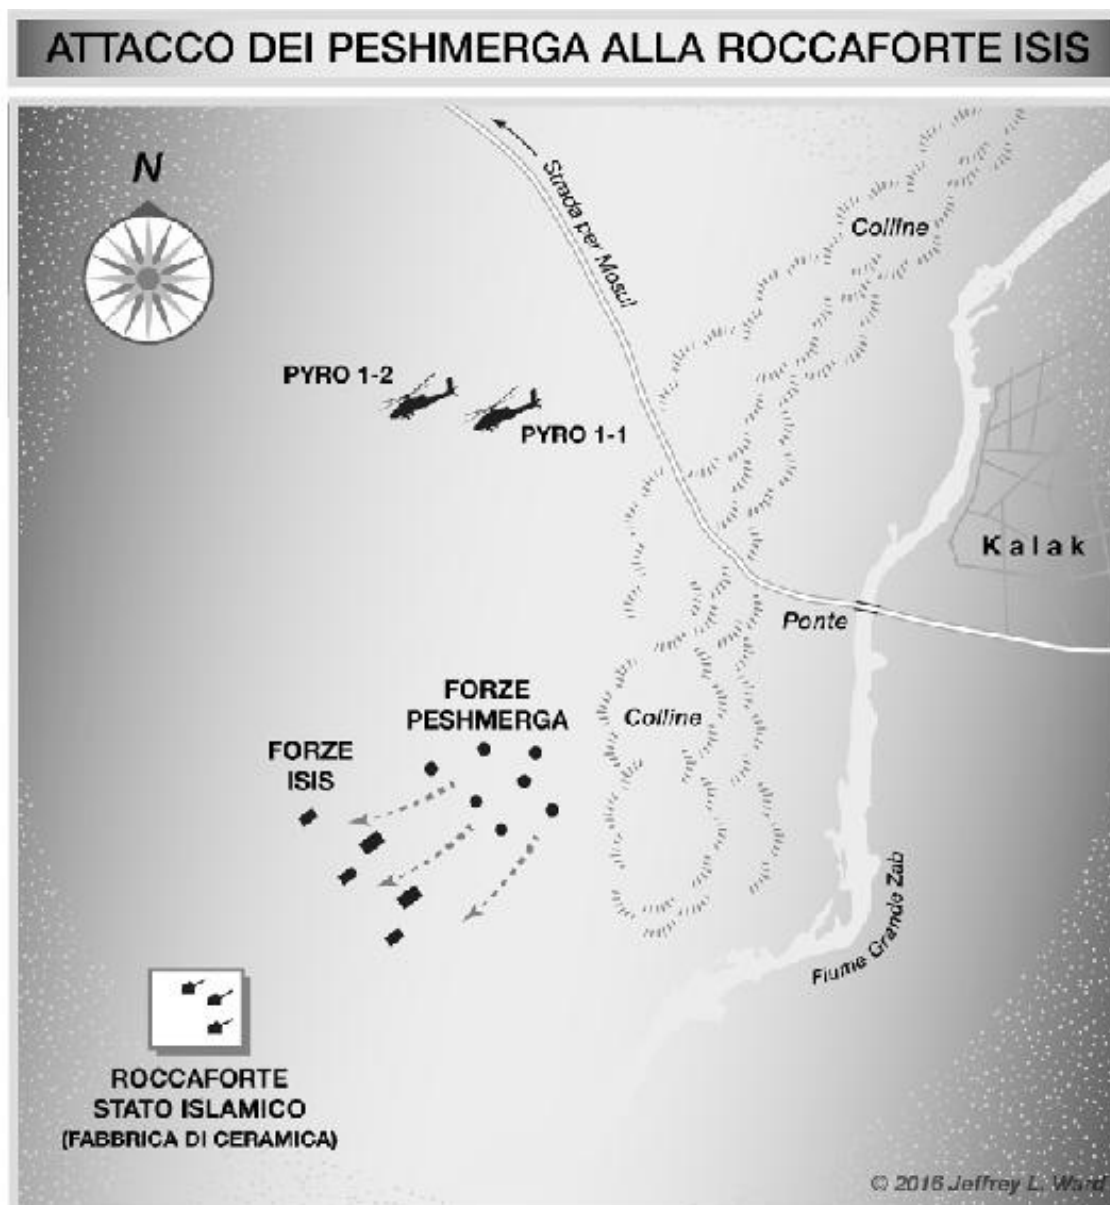 ATTACCO DEI PESHMERGA ALLA ROCCAFORTE ISIS
N
Strada per Mosul
Colline
PYRO 1-2
PYRO 1-1
Kalak
Ponte
FORZE
PESHMERGA
Colline
FORZE
ISIS
Fiume Grande Zab
ROCCAFORTE
STATO ISLAMICO
(FABBRICA DI CERAMICA)
© 2016 Jeffrey L. Ward